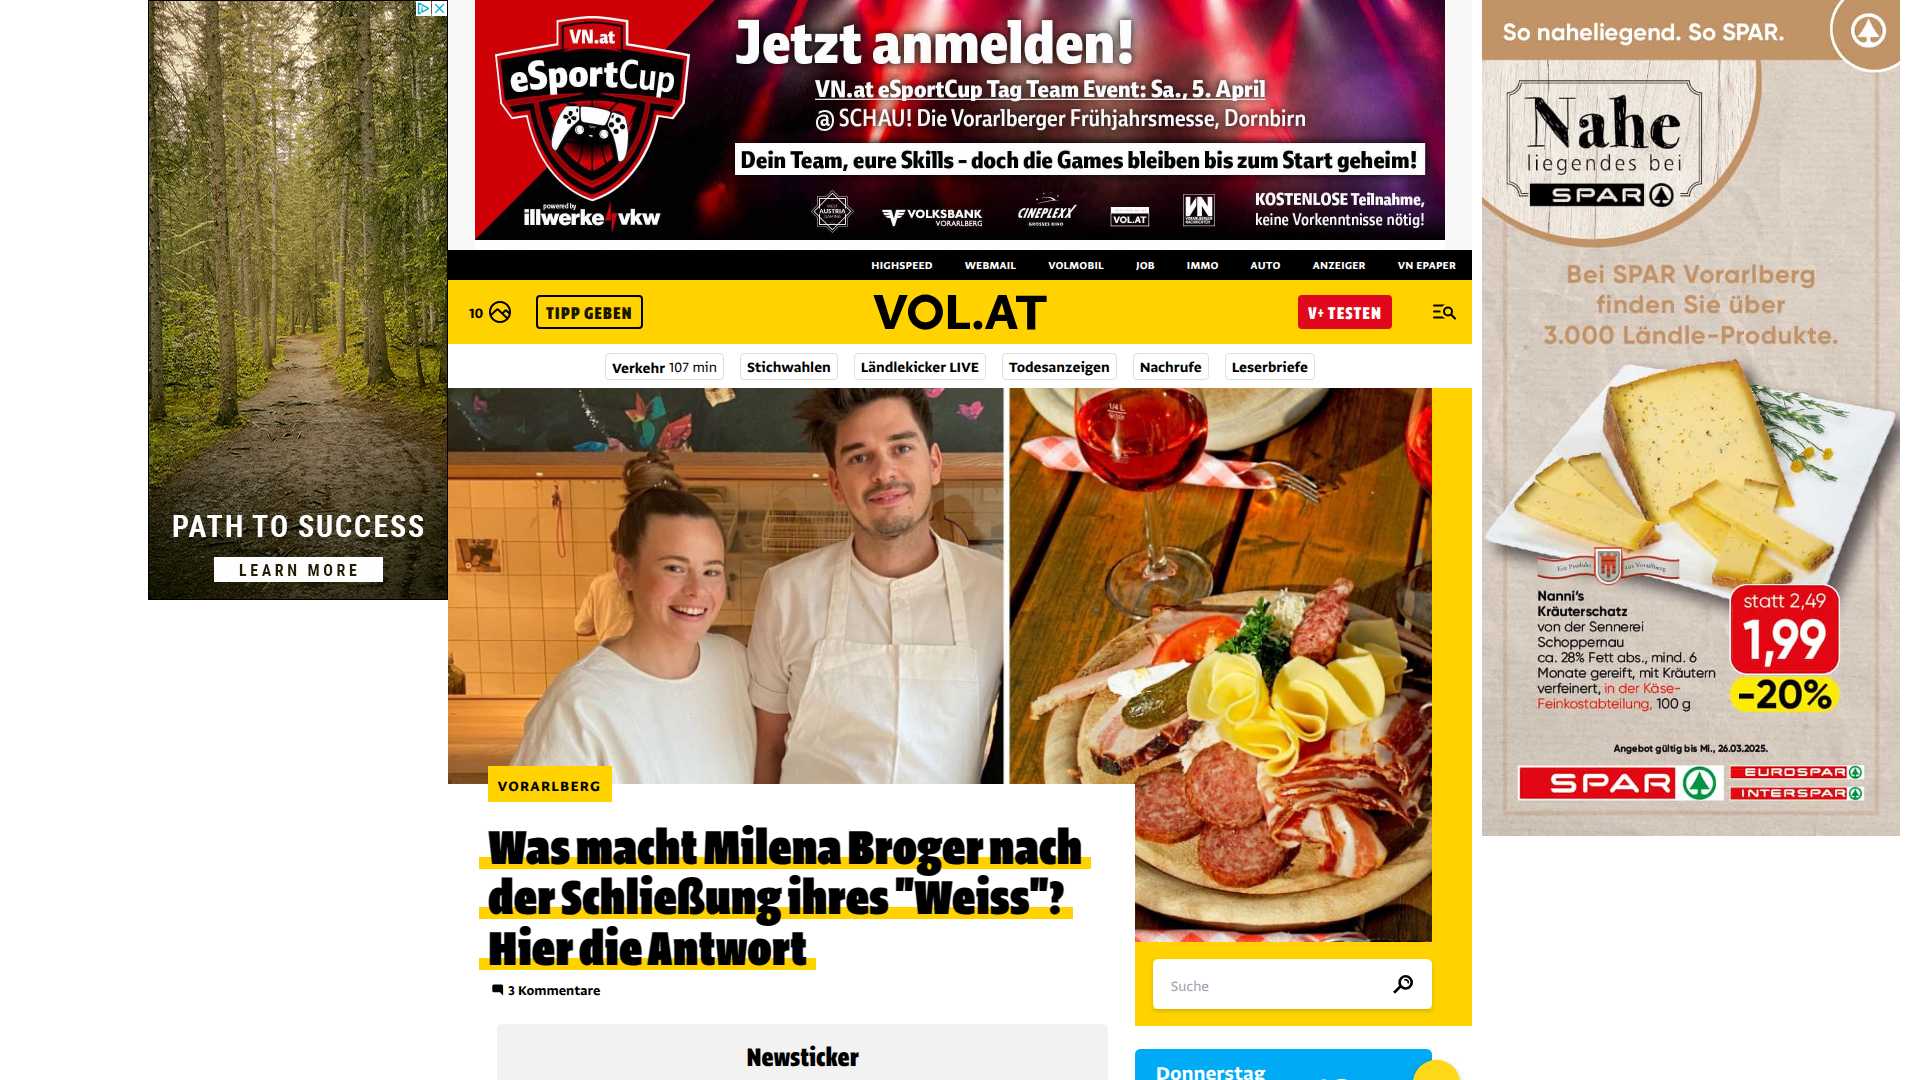 PATH TO SUCCESS
LEARN MORE
VN.at
eSportCup
powered by
illwerke vkw
Jetzt anmelden!
VN.at eSportCup Tag Team Event: Sa., 5. April
@ SCHAU! Die Vorarlberger Frühjahrsmesse, Dornbirn
Dein Team, eure Skills – doch die Games bleiben bis zum Start geheim!
AUSTRIA
VOLKSBANK
VORARLBERG
CINEPLEXX
VOL.AT
VN
KOSTENLOSE Teilnahme,
keine Vorkenntnisse nötig!
HIGHSPEED WEBMAIL VOLMOBIL JOB IMMO AUTO ANZEIGER VN EPAPER
10 TIPP GEBEN VOL.AT V+ TESTEN
Verkehr 107 min Stichwahlen Ländlekicker LIVE Todesanzeigen Nachrufe Leserbriefe
VORARLBERG
Was macht Milena Broger nach
der Schließung ihres "Weiss"?
Hier die Antwort
3 Kommentare
Newsticker
Suche
Donnerstag
So naheliegend. So SPAR.
Nahe
liegendes bei
SPAR
Bei SPAR Vorarlberg
finden Sie über
3.000 Ländle-Produkte.
Ein Produkt aus Vorarlberg
Nanni's
Kräuterschatz
von der Sennerei
Schoppernau
ca. 28% Fett abs., mind. 6
Monate gereift, mit Kräutern
verfeinert, in der Käse-
Feinkostabteilung, 100 g
statt 2,49
1,99
-20%
Angebot gültig bis Mi., 26.03.2025.
SPAR
EUROSPAR
INTERSPAR